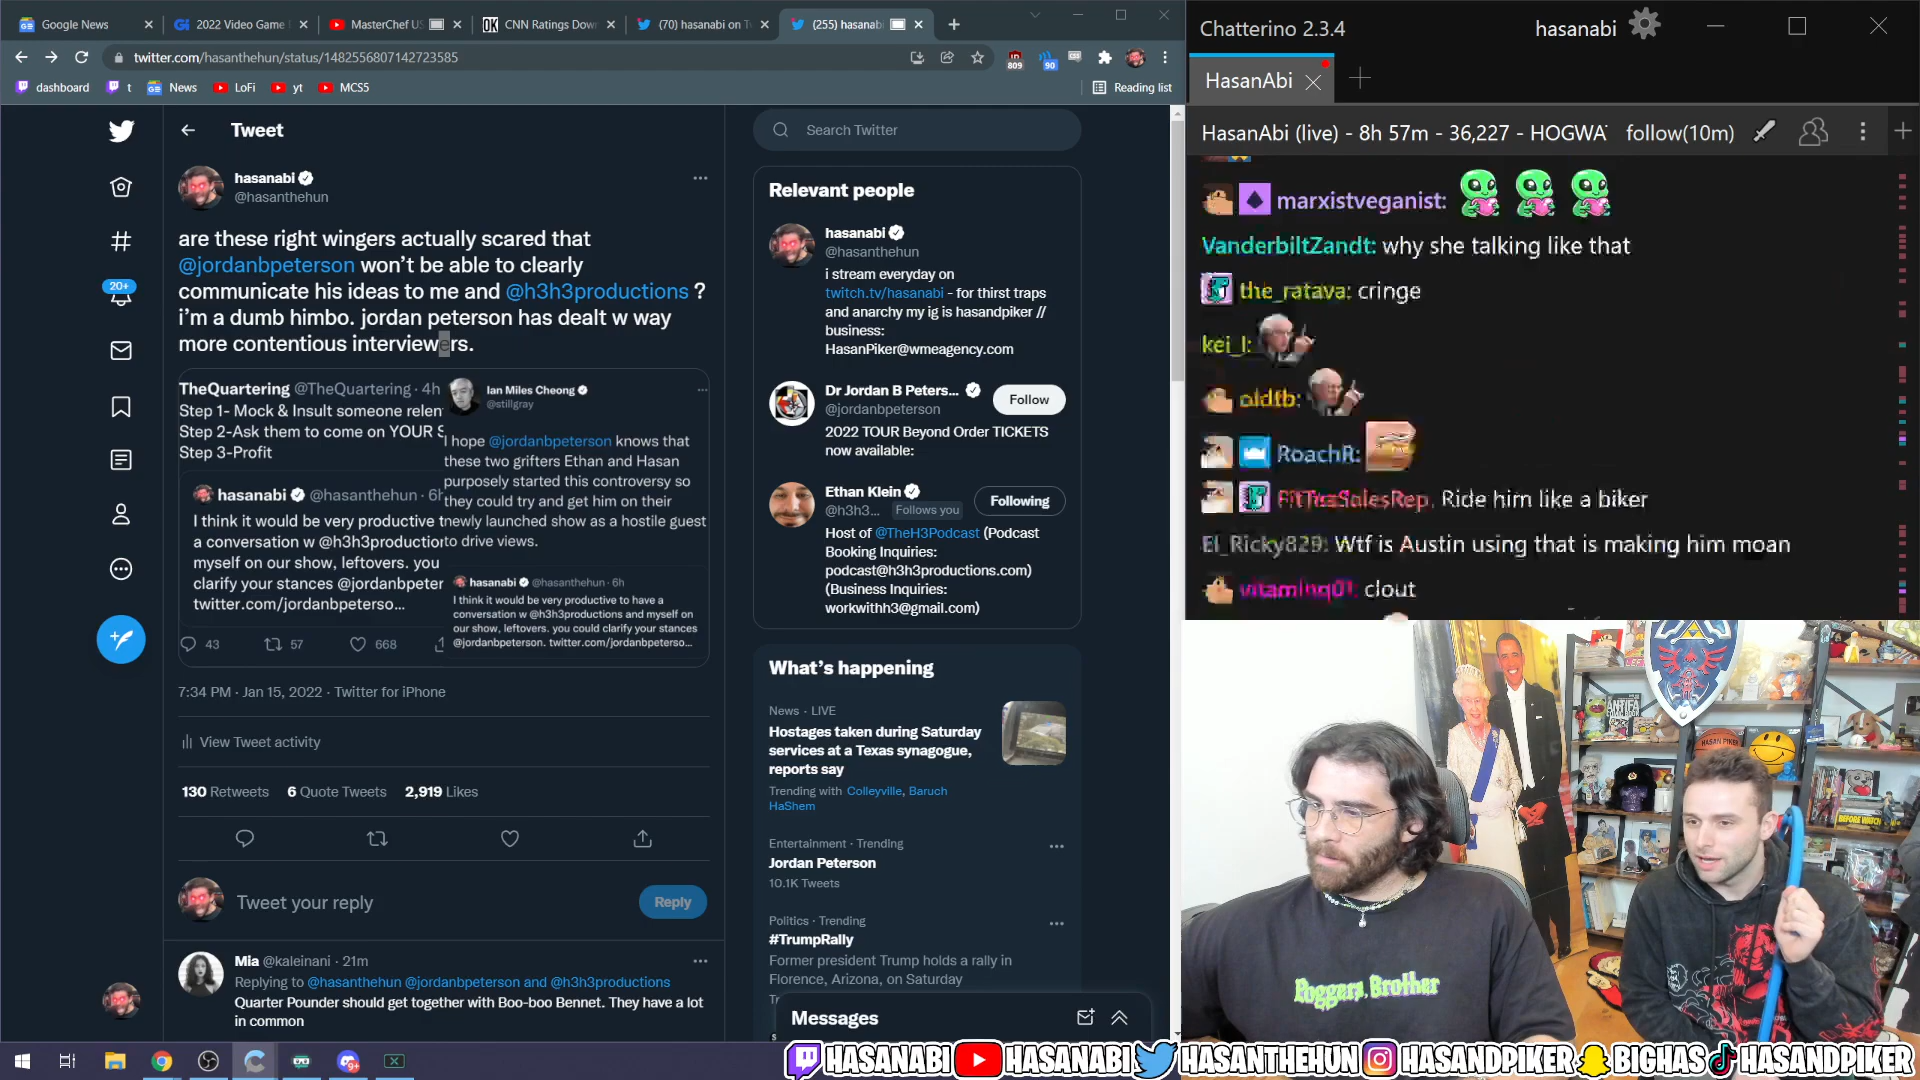 Google News
2022 Video Game
MasterChef U
CNN Ratings Dow
(70) hasanabi on T
(255) hasanabi
twitter.com/hasanthehun/status/1482556807142723585
809
90
dashboard
t
News
LoFi
yt
MCS5
Reading list
Tweet
hasanabi
@hasanthehun
are these right wingers actually scared that
@jordanbpeterson won't be able to clearly
communicate his ideas to me and @h3h3productions ?
i'm a dumb himbo. jordan peterson has dealt w way
more contentious interviewers.
TheQuartering @TheQuartering · 4h
Step 1- Mock & Insult someone relen
Step 2-Ask them to come on YOUR S
Step 3-Profit
hasanabi @hasanthehun · 6h
I think it would be very productive t
a conversation w @h3h3production
myself on our show, leftovers. you
clarify your stances @jordanbpeter
twitter.com/jordanbpeterso...
43
57
668
Ian Miles Cheong
@stillgray
I hope @jordanbpeterson knows that
these two grifters Ethan and Hasan
purposely started this controversy so
they could try and get him on their
newly launched show as a hostile guest
to drive views.
hasanabi @hasanthehun · 6h
I think it would be very productive to have a
conversation w @h3h3productions and myself on
our show, leftovers. you could clarify your stances
@jordanbpeterson. twitter.com/jordanbpeterso...
7:34 PM · Jan 15, 2022 · Twitter for iPhone
View Tweet activity
130 Retweets 6 Quote Tweets 2,919 Likes
Tweet your reply
Reply
Mia @kaleinani · 21m
Replying to @hasanthehun @jordanbpeterson and @h3h3productions
Quarter Pounder should get together with Boo-boo Bennet. They have a lot
in common
20+
Search Twitter
Relevant people
hasanabi
@hasanthehun
i stream everyday on
twitch.tv/hasanabi - for thirst traps
and anarchy my ig is hasandpiker //
business:
HasanPiker@wmeagency.com
Dr Jordan B Peters...
@jordanbpeterson
Follow
2022 TOUR Beyond Order TICKETS
now available:
Ethan Klein
@h3h3... Follows you
Following
Host of @TheH3Podcast (Podcast
Booking Inquiries:
podcast@h3h3productions.com)
(Business Inquiries:
workwithh3@gmail.com)
What's happening
News · LIVE
Hostages taken during Saturday
services at a Texas synagogue,
reports say
Trending with Colleyville, Baruch
HaShem
Entertainment · Trending
Jordan Peterson
10.1K Tweets
Politics · Trending
#TrumpRally
Former president Trump holds a rally in
Florence, Arizona, on Saturday
Messages
Chatterino 2.3.4
hasanabi
HasanAbi
HasanAbi (live) - 8h 57m - 36,227 - HOGWA
follow(10m)
marxistveganist:
VanderbiltZandt: why she talking like that
the_ratava: cringe
kei_l:
oldtb:
RoachR:
FitTeaSalesRep: Ride him like a biker
El_Ricky829: Wtf is Austin using that is making him moan
vitaminq01: clout
ANTIFA
HASAN PIKER
BEFORE WATCH
Poggers, Brother
9+
HASANABI
HASANABI
HASANTHEHUN
HASANDPIKER
BIGHAS
HASANDPIKER